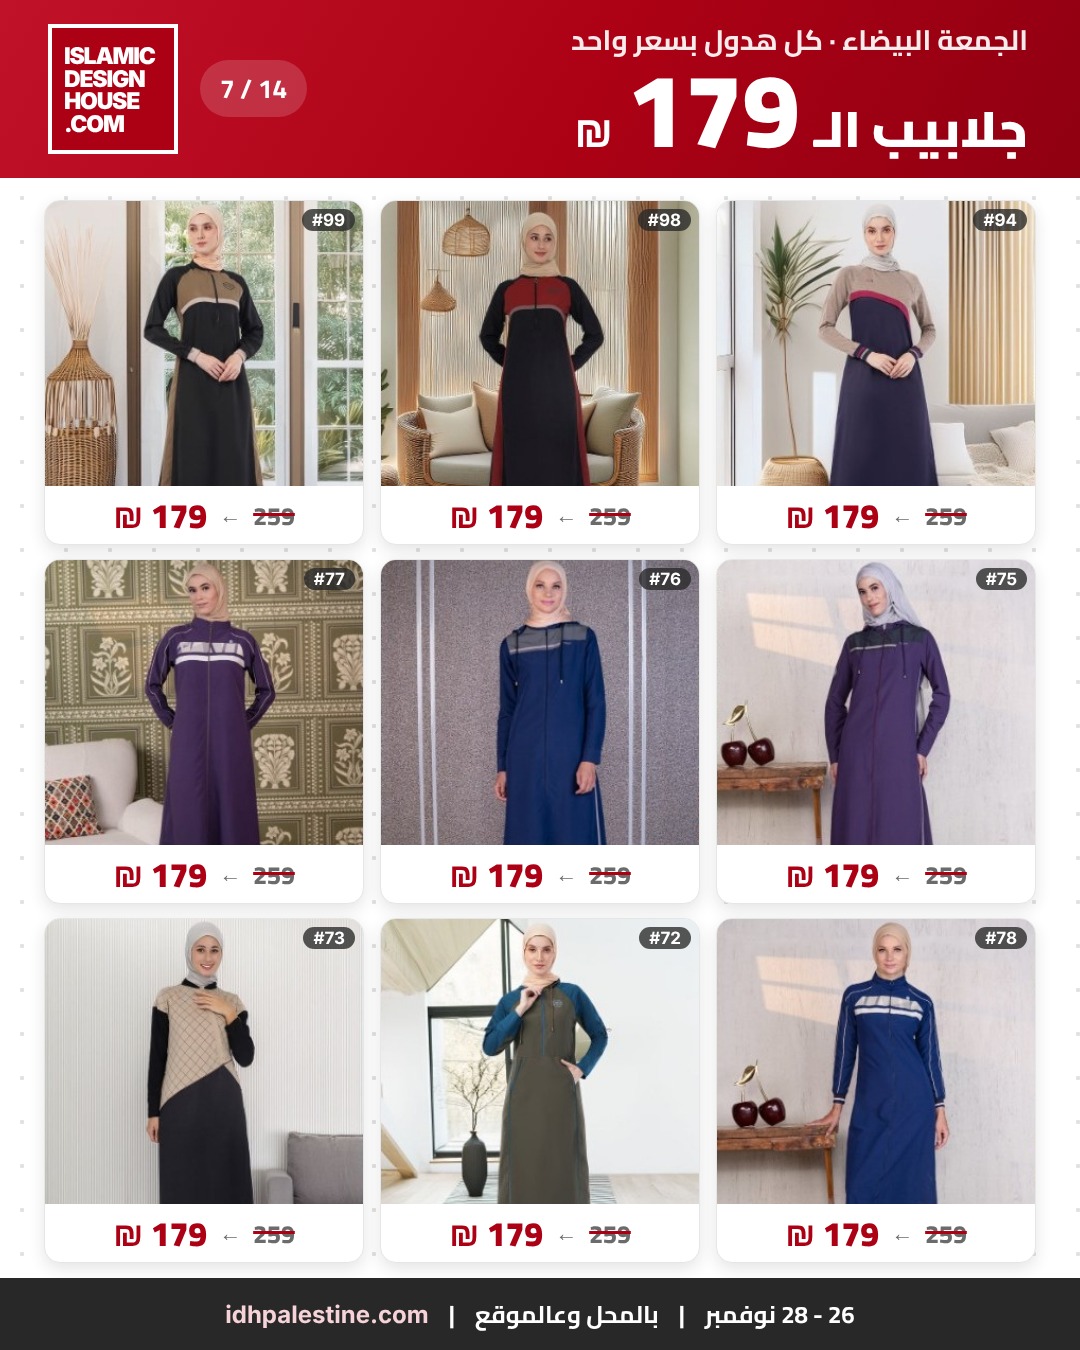 الجمعة البيضاء · كل هدول بسعر واحد
جلابيب الـ 179 ₪
7 / 14
ISLAMIC
DESIGN
HOUSE
.COM
#94
259 ← 179 ₪
#98
259 ← 179 ₪
#99
259 ← 179 ₪
#75
259 ← 179 ₪
#76
259 ← 179 ₪
#77
259 ← 179 ₪
#78
259 ← 179 ₪
#72
259 ← 179 ₪
#73
259 ← 179 ₪
26 - 28 نوفمبر | بالمحل وعالموقع | idhpalestine.com